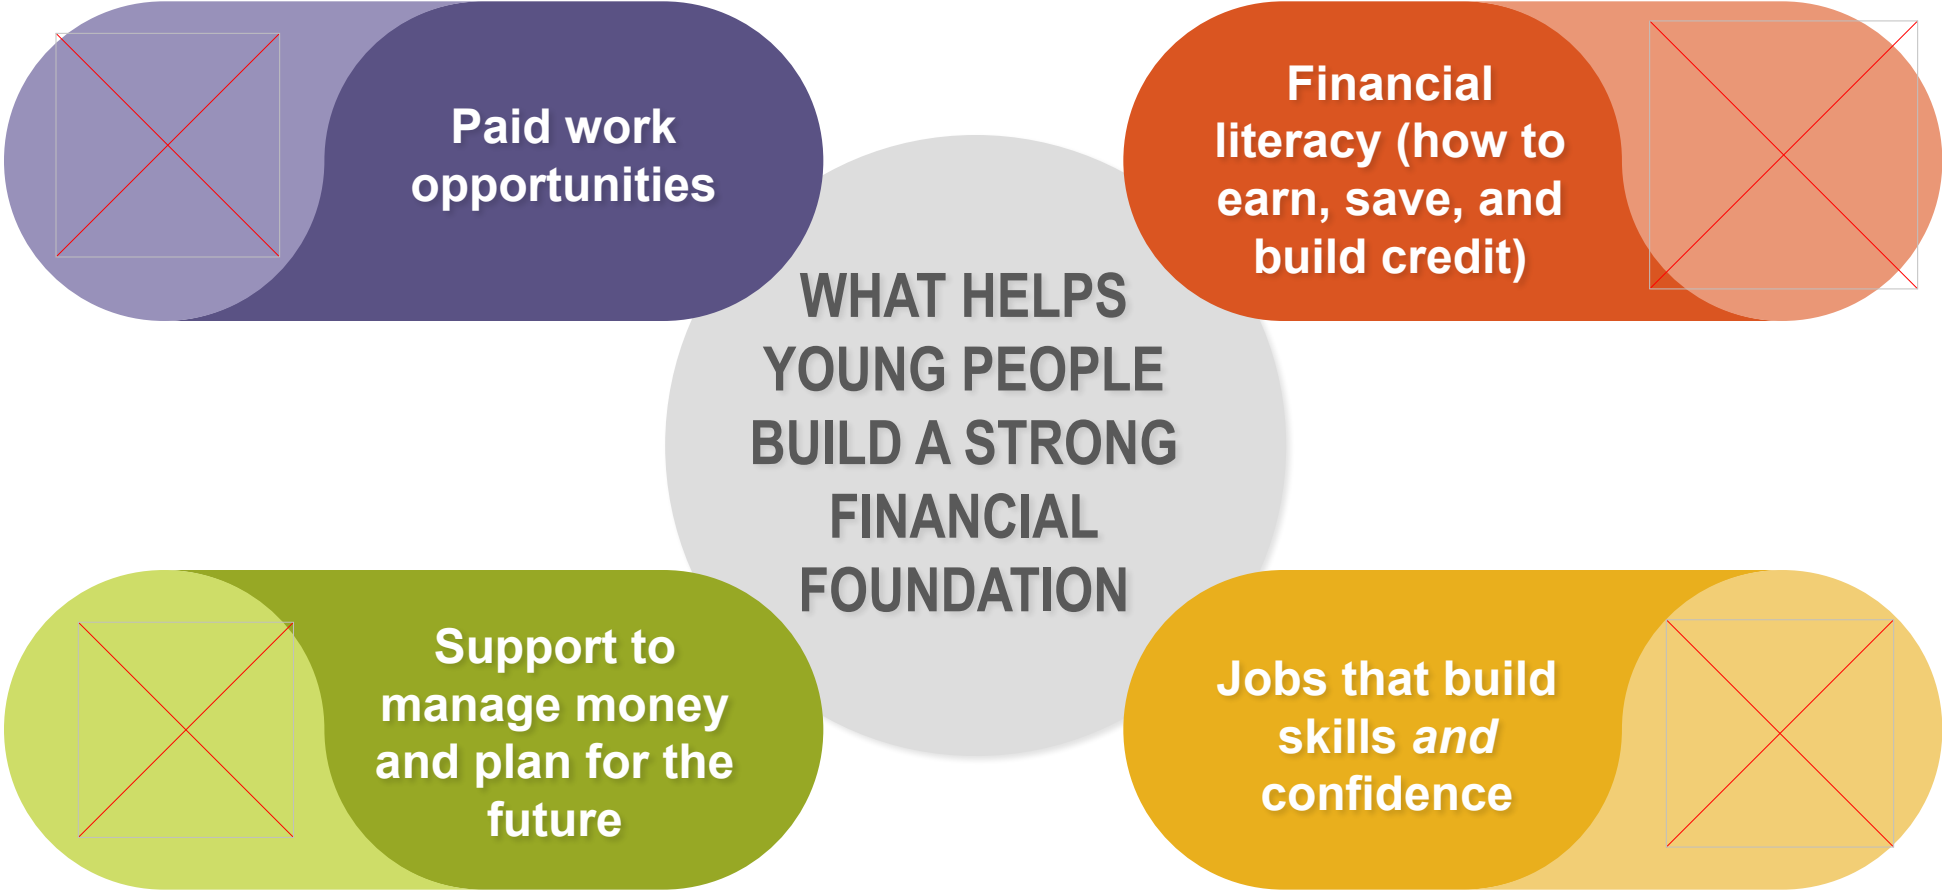 Paid work
opportunities
Financial
literacy (how to
earn, save, and
build credit)
WHAT HELPS
YOUNG PEOPLE
BUILD A STRONG
FINANCIAL
FOUNDATION
Support to
manage money
and plan for the
future
Jobs that build
skills and
confidence